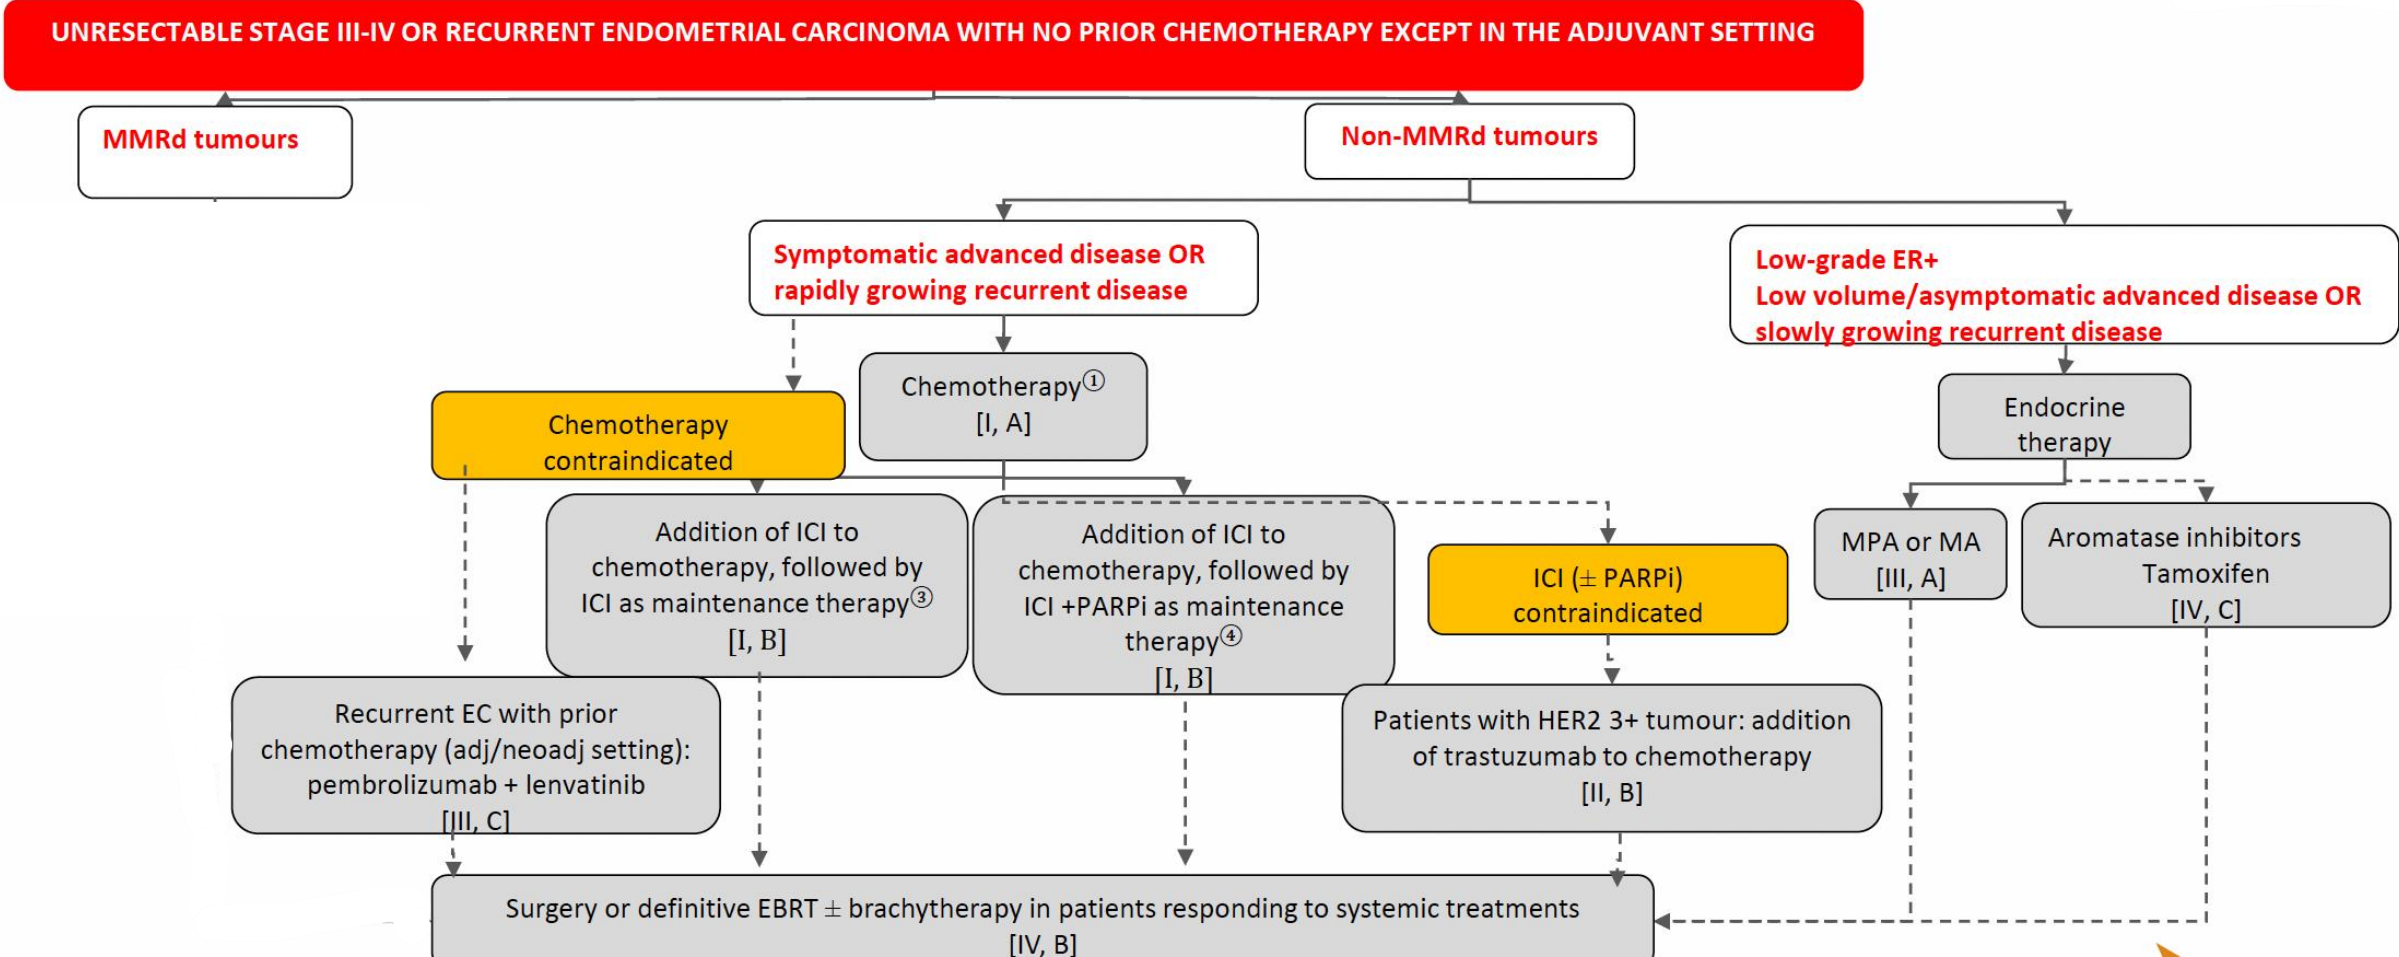 UNRESECTABLE STAGE III-IV OR RECURRENT ENDOMETRIAL CARCINOMA WITH NO PRIOR CHEMOTHERAPY EXCEPT IN THE ADJUVANT SETTING
MMRd tumours
Non-MMRd tumours
Symptomatic advanced disease OR
rapidly growing recurrent disease
Low-grade ER+
Low volume/asymptomatic advanced disease OR
slowly growing recurrent disease
Chemotherapy
contraindicated
Chemotherapy①
[I, A]
Endocrine
therapy
Addition of ICI to
chemotherapy, followed by
ICI as maintenance therapy③
[I, B]
Addition of ICI to
chemotherapy, followed by
ICI +PARPi as maintenance
therapy④
[I, B]
ICI (± PARPi)
contraindicated
MPA or MA
[III, A]
Aromatase inhibitors
Tamoxifen
[IV, C]
Recurrent EC with prior
chemotherapy (adj/neoadj setting):
pembrolizumab + lenvatinib
[III, C]
Patients with HER2 3+ tumour: addition
of trastuzumab to chemotherapy
[II, B]
Surgery or definitive EBRT ± brachytherapy in patients responding to systemic treatments
[IV, B]